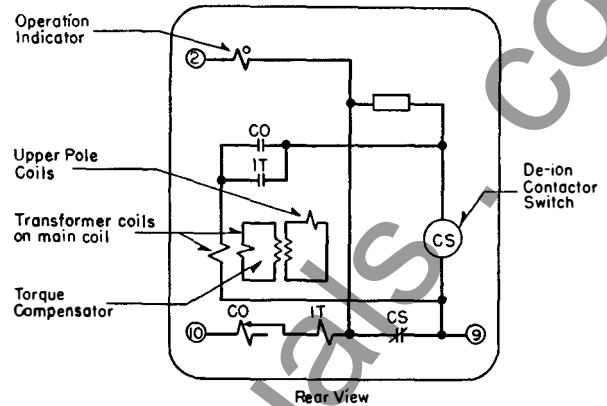 Operation
Indicator
2
CO
IT
Upper Pole
Coils
De-ion
Contactor
Switch
CS
Transformer coils
on main coil
Torque
Compensator
CO
IT
CS
10
9
Rear View